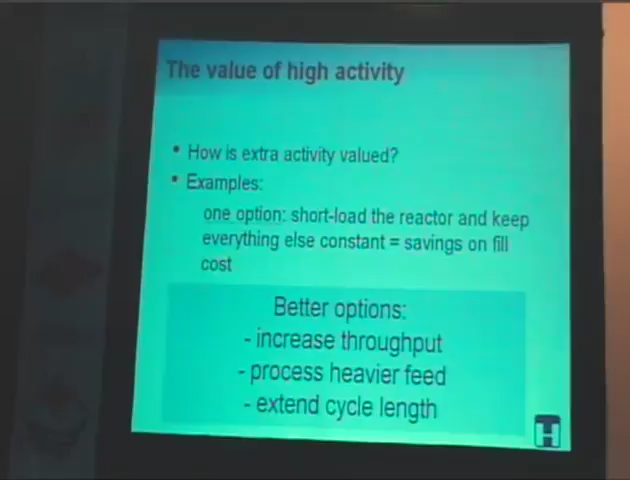 The value of high activity
• How is extra activity valued?
• Examples:
one option: short-load the reactor and keep
everything else constant = savings on fill
cost
Better options:
- increase throughput
- process heavier feed
- extend cycle length